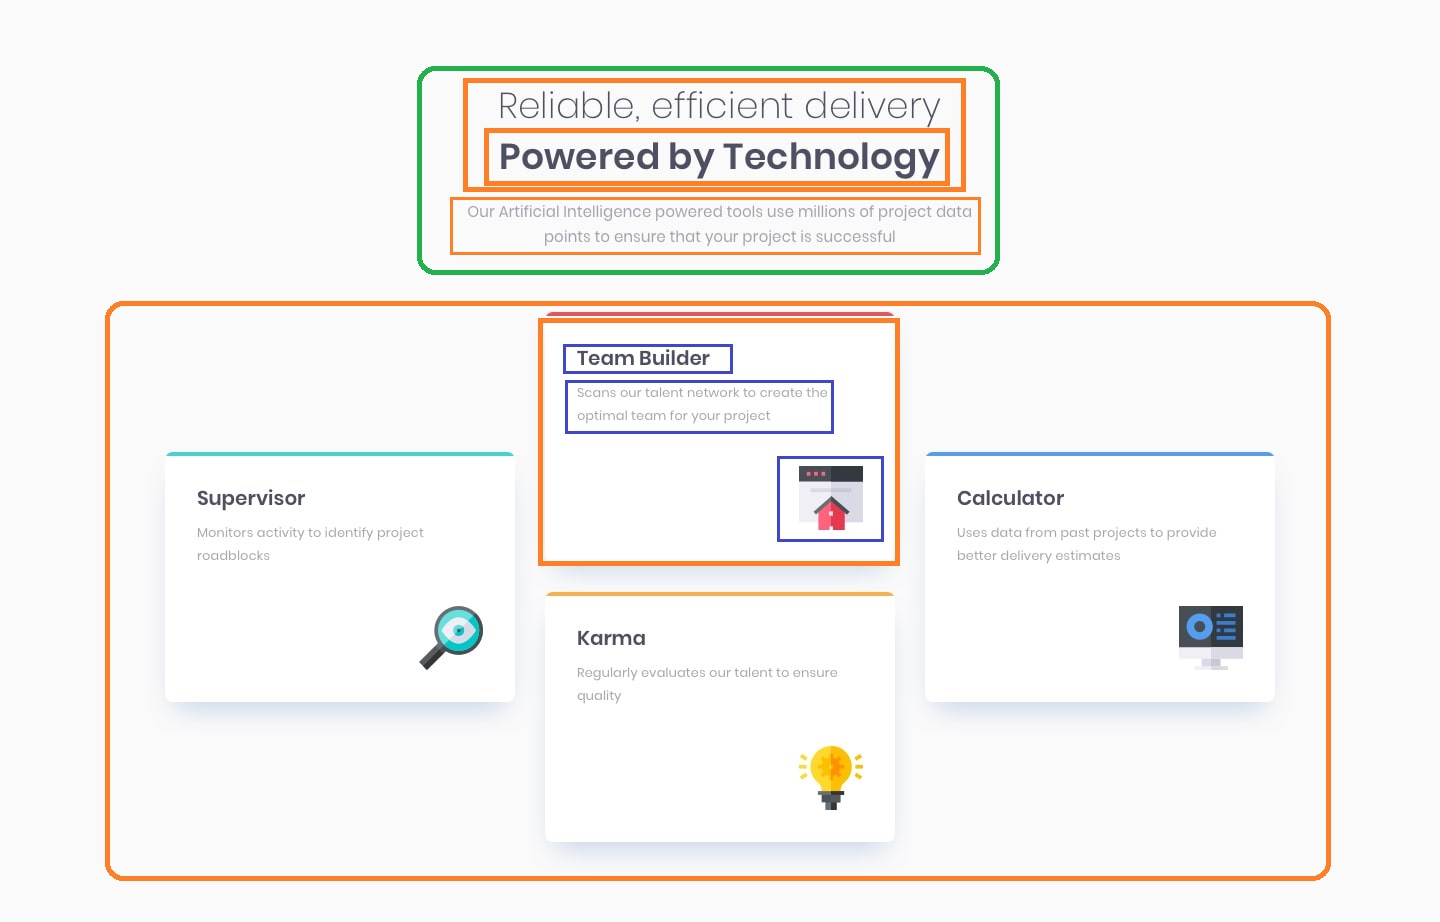 Reliable, efficient delivery
Powered by Technology
Our Artificial Intelligence powered tools use millions of project data
points to ensure that your project is successful
Supervisor
Monitors activity to identify project
roadblocks
Team Builder
Scans our talent network to create the
optimal team for your project
Karma
Regularly evaluates our talent to ensure
quality
Calculator
Uses data from past projects to provide
better delivery estimates